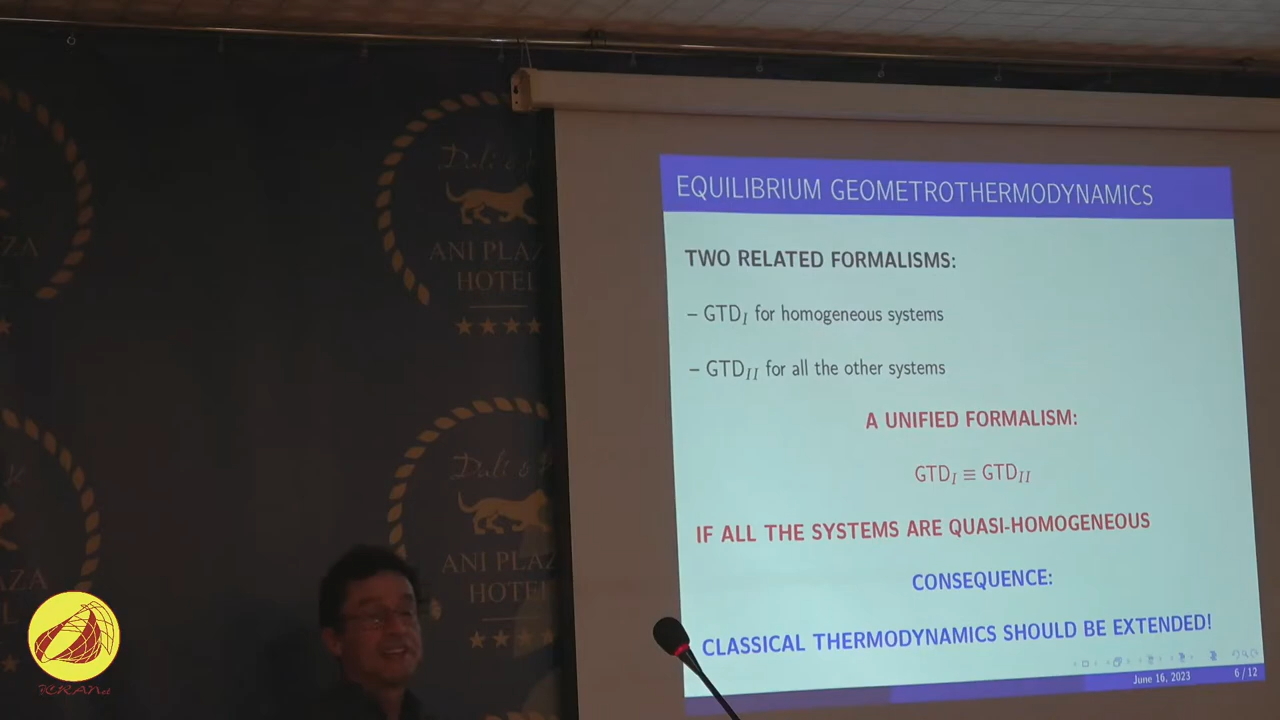 EQUILIBRIUM GEOMETROTHERMODYNAMICS
TWO RELATED FORMALISMS:
– GTD_I for homogeneous systems
– GTD_II for all the other systems
A UNIFIED FORMALISM:
GTD_I ≡ GTD_II
IF ALL THE SYSTEMS ARE QUASI-HOMOGENEOUS
CONSEQUENCE:
CLASSICAL THERMODYNAMICS SHOULD BE EXTENDED!
June 16, 2023 6 / 12
ANI PLAZA
HOTEL
ANI PLAZA
HOTEL
AZA
ICRANet